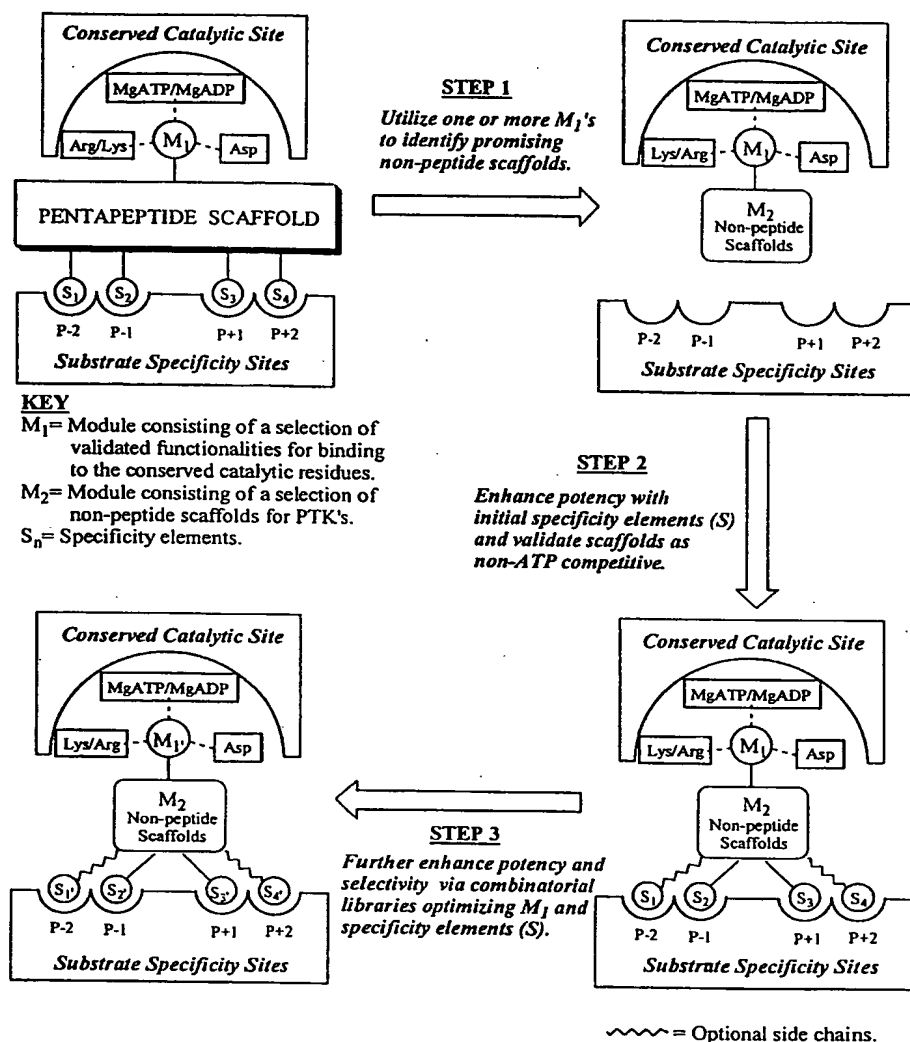 Conserved Catalytic Site
MgATP/MgADP
Arg/Lys
M1
Asp
PENTAPEPTIDE SCAFFOLD
S1
S2
S3
S4
P-2
P-1
P+1
P+2
Substrate Specificity Sites
STEP 1
Utilize one or more M1's
to identify promising
non-peptide scaffolds.
Conserved Catalytic Site
MgATP/MgADP
Lys/Arg
M1
Asp
M2
Non-peptide
Scaffolds
P-2
P-1
P+1
P+2
Substrate Specificity Sites
KEY
M1= Module consisting of a selection of
validated functionalities for binding
to the conserved catalytic residues.
M2= Module consisting of a selection of
non-peptide scaffolds for PTK's.
Sn= Specificity elements.
STEP 2
Enhance potency with
initial specificity elements (S)
and validate scaffolds as
non-ATP competitive.
Conserved Catalytic Site
MgATP/MgADP
Lys/Arg
M1
Asp
M2
Non-peptide
Scaffolds
S1
S2
S3
S4
P-2
P-1
P+1
P+2
Substrate Specificity Sites
STEP 3
Further enhance potency and
selectivity via combinatorial
libraries optimizing M1 and
specificity elements (S).
Conserved Catalytic Site
MgATP/MgADP
Lys/Arg
M1'
Asp
M2
Non-peptide
Scaffolds
S1'
S2'
S3'
S4'
P-2
P-1
P+1
P+2
Substrate Specificity Sites
= Optional side chains.